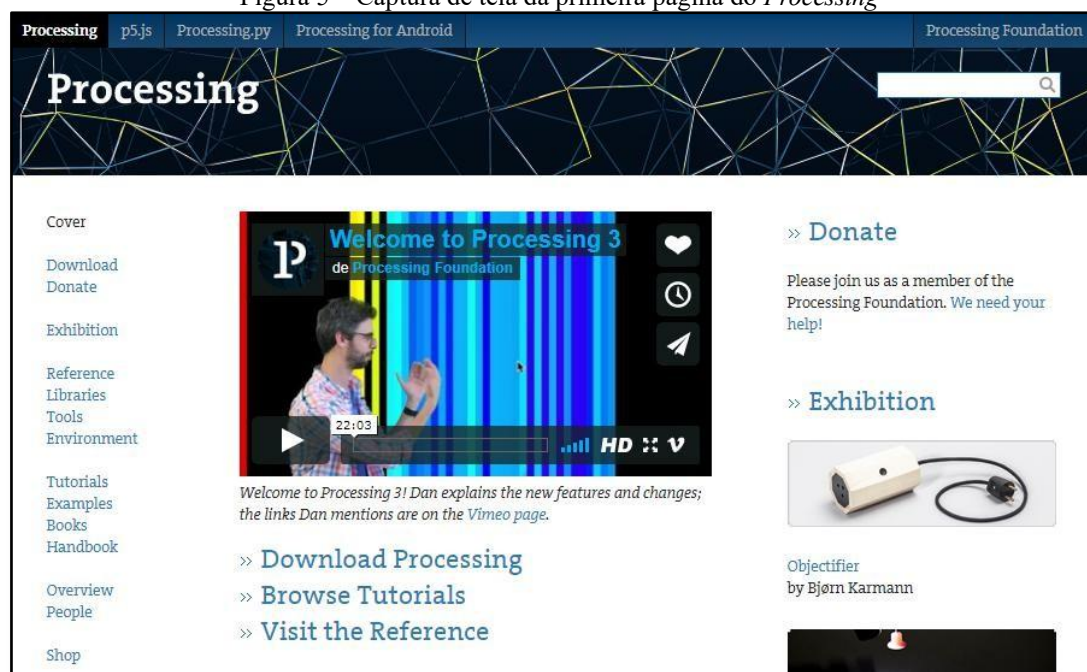 Figura 5 – Captura de tela da primeira página do Processing
Processing p5.js Processing.py Processing for Android Processing Foundation
Processing
Cover
Download
Donate
Exhibition
Reference
Libraries
Tools
Environment
Tutorials
Examples
Books
Handbook
Overview
People
Shop
Welcome to Processing 3
de Processing Foundation
22:03
HD
Welcome to Processing 3! Dan explains the new features and changes;
the links Dan mentions are on the Vimeo page.
» Download Processing
» Browse Tutorials
» Visit the Reference
» Donate
Please join us as a member of the
Processing Foundation. We need your
help!
» Exhibition
Objectifier
by Bjørn Karmann